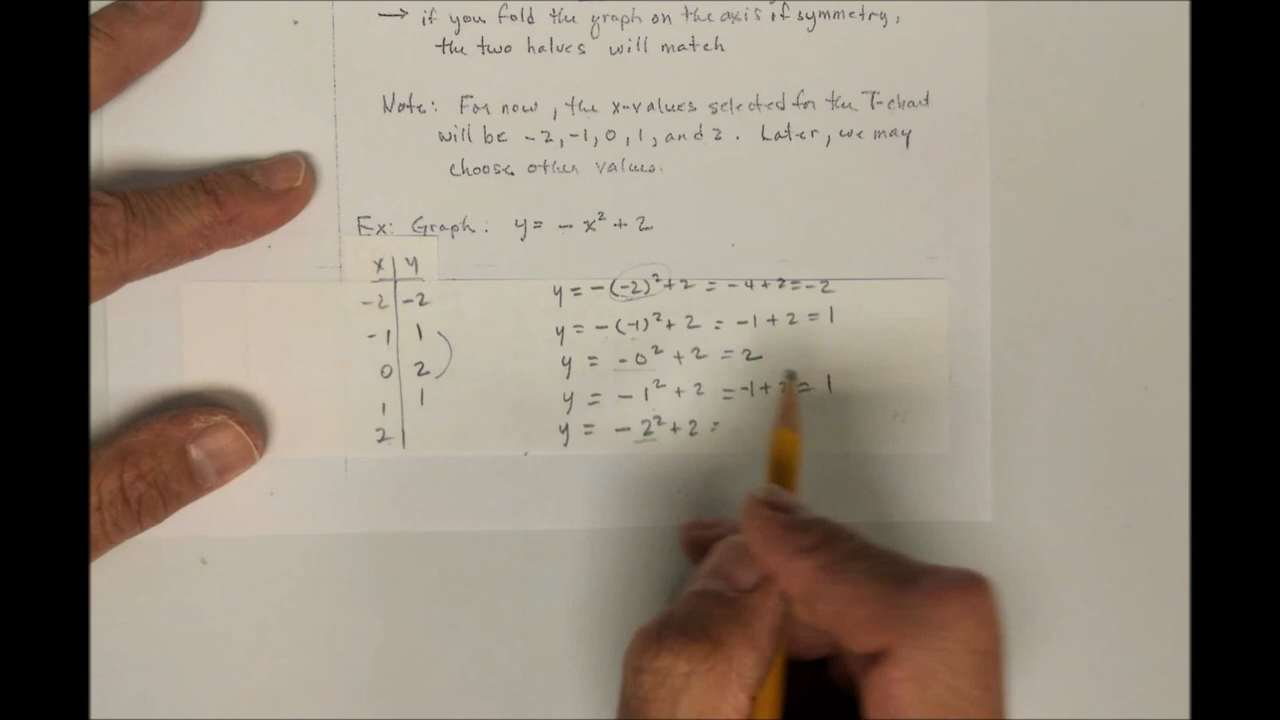 → if you fold the graph on the axis of symmetry,
the two halves will match
Note: For now, the x-values selected for the T-chart
will be -2, -1, 0, 1, and 2. Later, we may
choose other values.
Ex: Graph: y = - x² + 2
x | y
-2 | -2
-1 | 1
0 | 2
1 | 1
2 |
y = -(-2)² + 2 = -4 + 2 = -2
y = -(-1)² + 2 = -1 + 2 = 1
y = -0² + 2 = 2
y = -1² + 2 = -1 + 2 = 1
y = -2² + 2 =